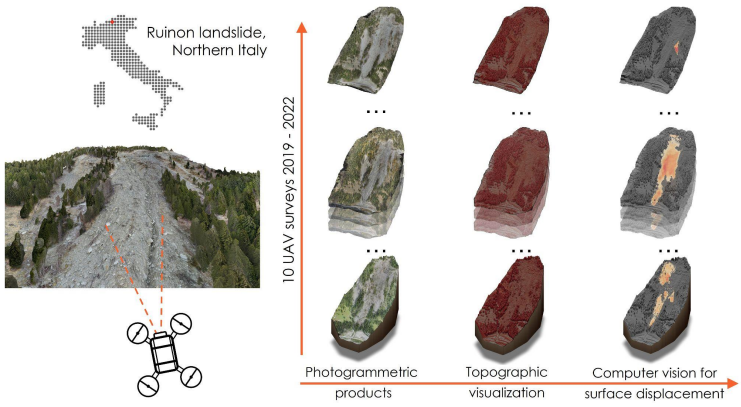 Ruinon landslide,
Northern Italy
10 UAV surveys 2019 - 2022
...
...
...
...
...
...
Photogrammetric
products
Topographic
visualization
Computer vision for
surface displacement